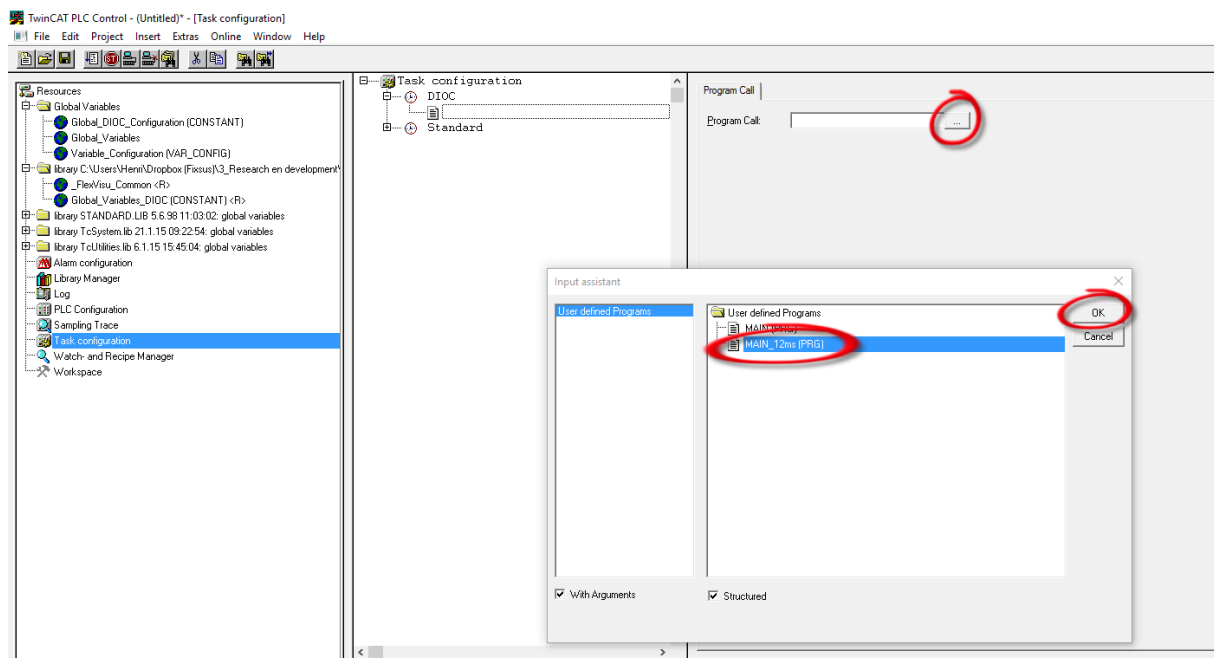 TwinCAT PLC Control - (Untitled)* - [Task configuration]
File Edit Project Insert Extras Online Window Help
Resources
Global Variables
Global_DIOC_Configuration (CONSTANT)
Global_Variables
Variable_Configuration (VAR_CONFIG)
library C:\Users\Henri\Dropbox (Fixsus)\3_Research en development\
_FlexVisu_Common <R>
Global_Variables_DIOC (CONSTANT) <R>
library STANDARD.LIB 5.6.98 11:03:02: global variables
library TcSystem.lib 21.1.15 09:22:54: global variables
library TcUtilities.lib 6.1.15 15:45:04: global variables
Alarm configuration
Library Manager
Log
PLC Configuration
Sampling Trace
Task configuration
Watch- and Recipe Manager
Workspace
Task configuration
DIOC
Standard
Program Call
Program Call:
...
Input assistant
User defined Programs
User defined Programs
MAIN (PRG)
MAIN_12ms (PRG)
OK
Cancel
With Arguments
Structured